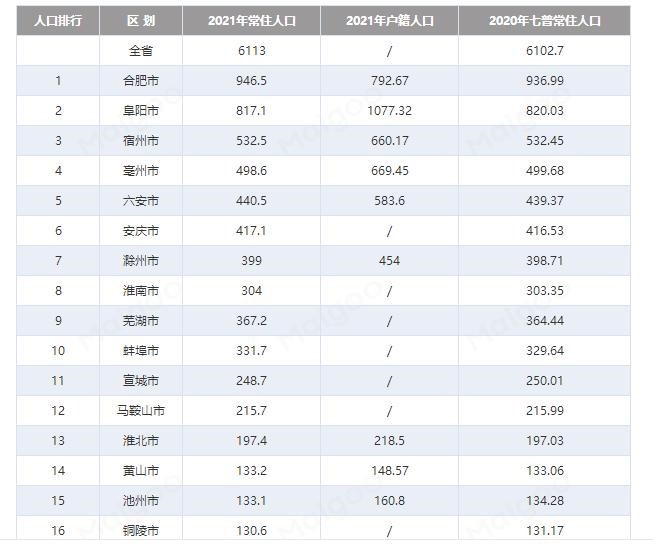 人口排行 区 划 2021年常住人口 2021年户籍人口 2020年七普常住人口
全省 6113 / 6102.7
1 合肥市 946.5 792.67 936.99
2 阜阳市 817.1 1077.32 820.03
3 宿州市 532.5 660.17 532.45
4 亳州市 498.6 669.45 499.68
5 六安市 440.5 583.6 439.37
6 安庆市 417.1 / 416.53
7 滁州市 399 454 398.71
8 淮南市 304 / 303.35
9 芜湖市 367.2 / 364.44
10 蚌埠市 331.7 / 329.64
11 宣城市 248.7 / 250.01
12 马鞍山市 215.7 / 215.99
13 淮北市 197.4 218.5 197.03
14 黄山市 133.2 148.57 133.06
15 池州市 133.1 160.8 134.28
16 铜陵市 130.6 / 131.17